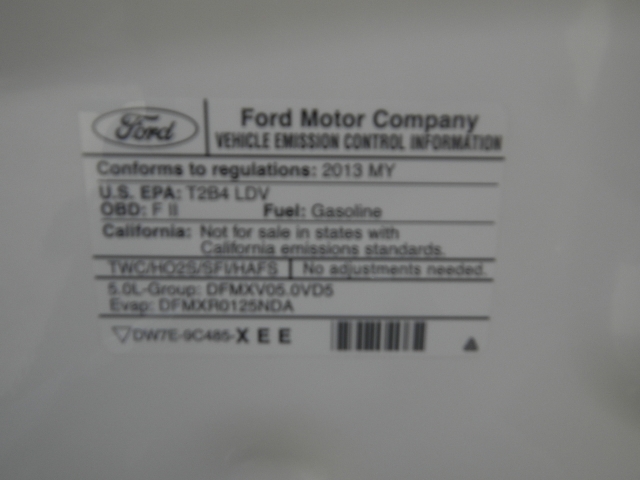 Ford
Ford Motor Company
VEHICLE EMISSION CONTROL INFORMATION
Conforms to regulations: 2013 MY
U.S. EPA: T2B4 LDV
OBD: F II Fuel: Gasoline
California: Not for sale in states with
California emissions standards.
TWC/HO2S/SFI/HAFS No adjustments needed.
5.0L-Group: DFMXV05.0VD5
Evap: DFMXR0125NDA
DW7E-9C485-XEE